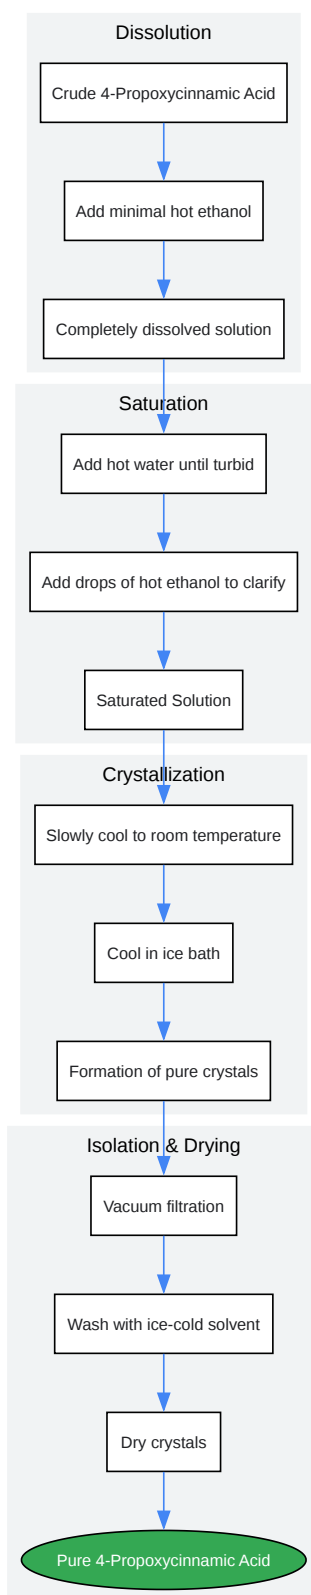 Dissolution
Crude 4-Propoxycinnamic Acid
Add minimal hot ethanol
Completely dissolved solution
Saturation
Add hot water until turbid
Add drops of hot ethanol to clarify
Saturated Solution
Crystallization
Slowly cool to room temperature
Cool in ice bath
Formation of pure crystals
Isolation & Drying
Vacuum filtration
Wash with ice-cold solvent
Dry crystals
Pure 4-Propoxycinnamic Acid